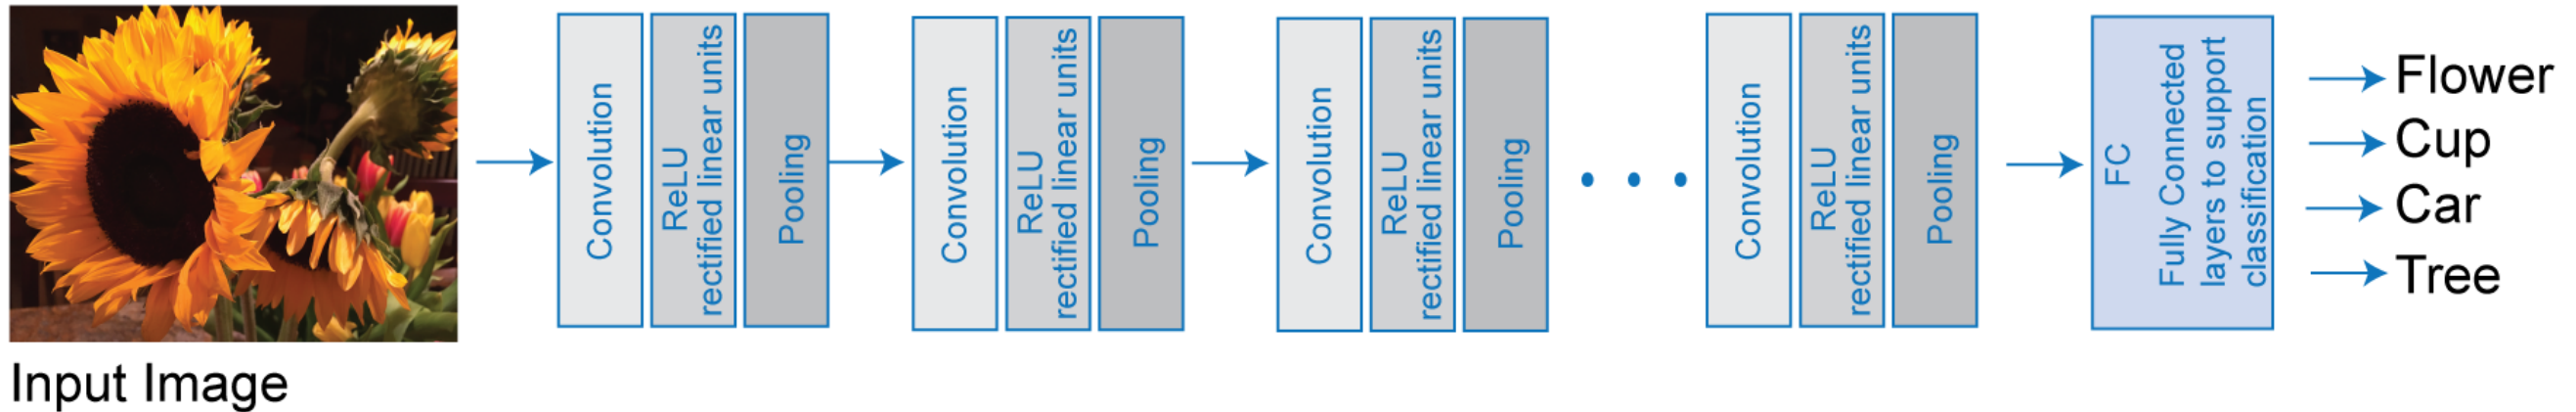 Input Image
Convolution
ReLU
rectified linear units
Pooling
Convolution
ReLU
rectified linear units
Pooling
Convolution
ReLU
rectified linear units
Pooling
Convolution
ReLU
rectified linear units
Pooling
FC
Fully Connected
layers to support
classification
Flower
Cup
Car
Tree